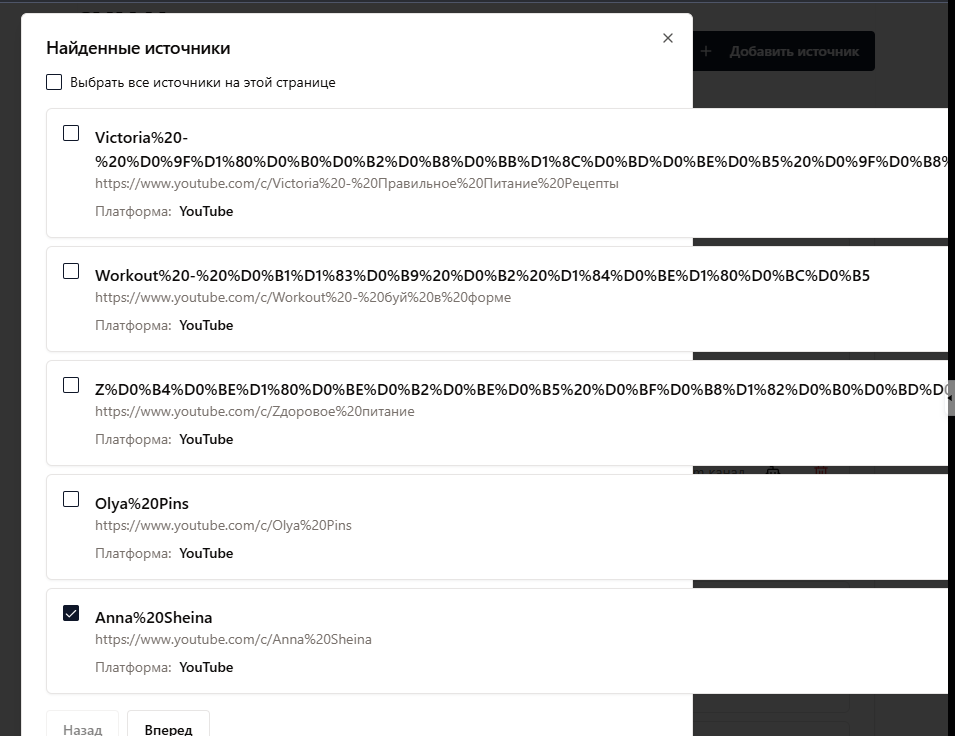 Найденные источники
+ Добавить источник
Выбрать все источники на этой странице
Victoria%20-
%20%D0%9F%D1%80%D0%B0%D0%B2%D0%B8%D0%BB%D1%8C%D0%BD%D0%BE%D0%B5%20%D0%9F%D0%B8%
https://www.youtube.com/c/Victoria%20-%20Правильное%20Питание%20Рецепты
Платформа: YouTube
Workout%20-%20%D0%B1%D1%83%D0%B9%20%D0%B2%20%D1%84%D0%BE%D1%80%D0%BC%D0%B5
https://www.youtube.com/c/Workout%20-%20буй%20в%20форме
Платформа: YouTube
Z%D0%B4%D0%BE%D1%80%D0%BE%D0%B2%D0%BE%D0%B5%20%D0%BF%D0%B8%D1%82%D0%B0%D0%BD%D0
https://www.youtube.com/c/Zдоровое%20питание
Платформа: YouTube
канал
Olya%20Pins
https://www.youtube.com/c/Olya%20Pins
Платформа: YouTube
Anna%20Sheina
https://www.youtube.com/c/Anna%20Sheina
Платформа: YouTube
Назад Вперед